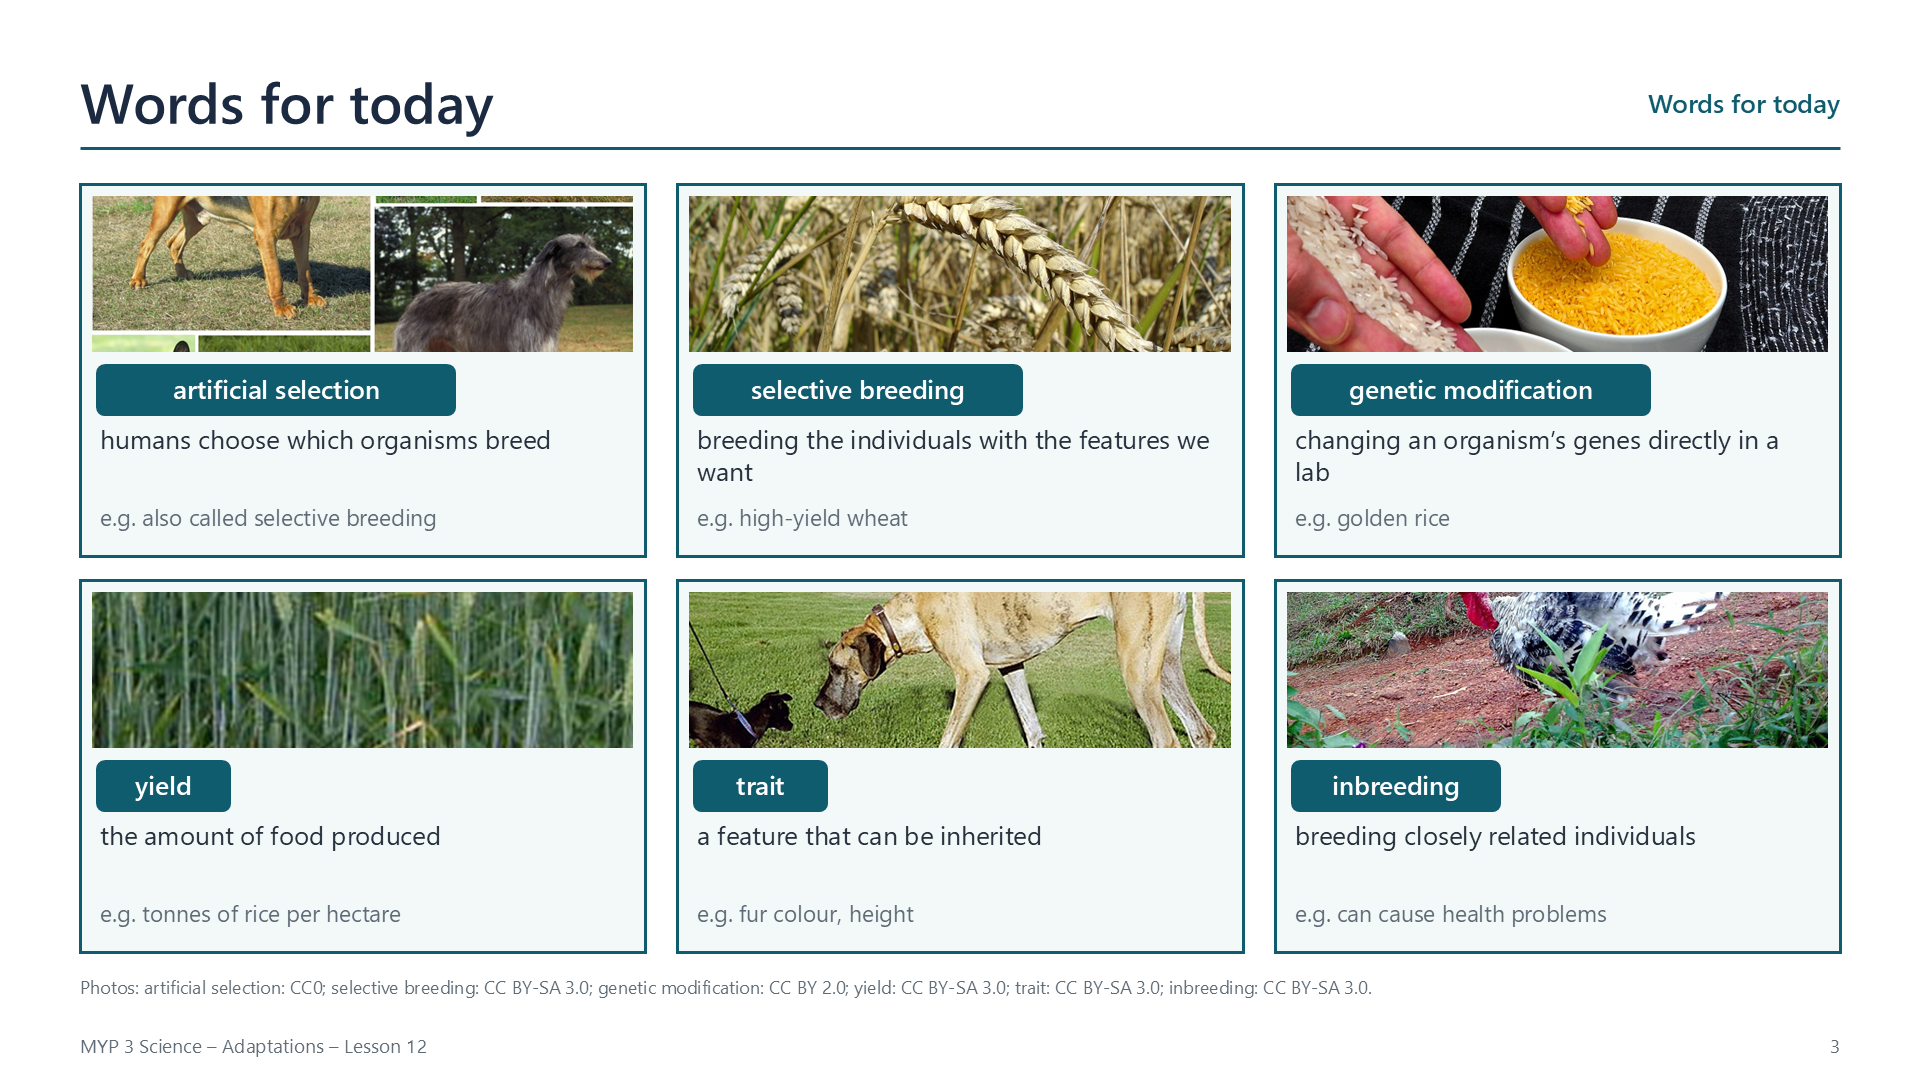 Words for today
Words for today
artificial selection
humans choose which organisms breed
e.g. also called selective breeding
selective breeding
breeding the individuals with the features we
want
e.g. high-yield wheat
genetic modification
changing an organism’s genes directly in a
lab
e.g. golden rice
yield
the amount of food produced
e.g. tonnes of rice per hectare
trait
a feature that can be inherited
e.g. fur colour, height
inbreeding
breeding closely related individuals
e.g. can cause health problems
Photos: artificial selection: CC0; selective breeding: CC BY-SA 3.0; genetic modification: CC BY 2.0; yield: CC BY-SA 3.0; trait: CC BY-SA 3.0; inbreeding: CC BY-SA 3.0.
MYP 3 Science – Adaptations – Lesson 12
3